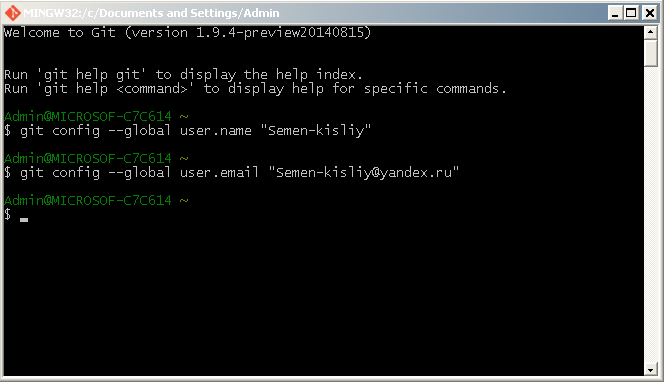 MINGW32:/c/Documents and Settings/Admin
Welcome to Git (version 1.9.4-preview20140815)
Run 'git help git' to display the help index.
Run 'git help <command>' to display help for specific commands.
Admin@MICROSOF-C7C614 ~
$ git config --global user.name "Semen-kisliy"
Admin@MICROSOF-C7C614 ~
$ git config --global user.email "Semen-kisliy@yandex.ru"
Admin@MICROSOF-C7C614 ~
$